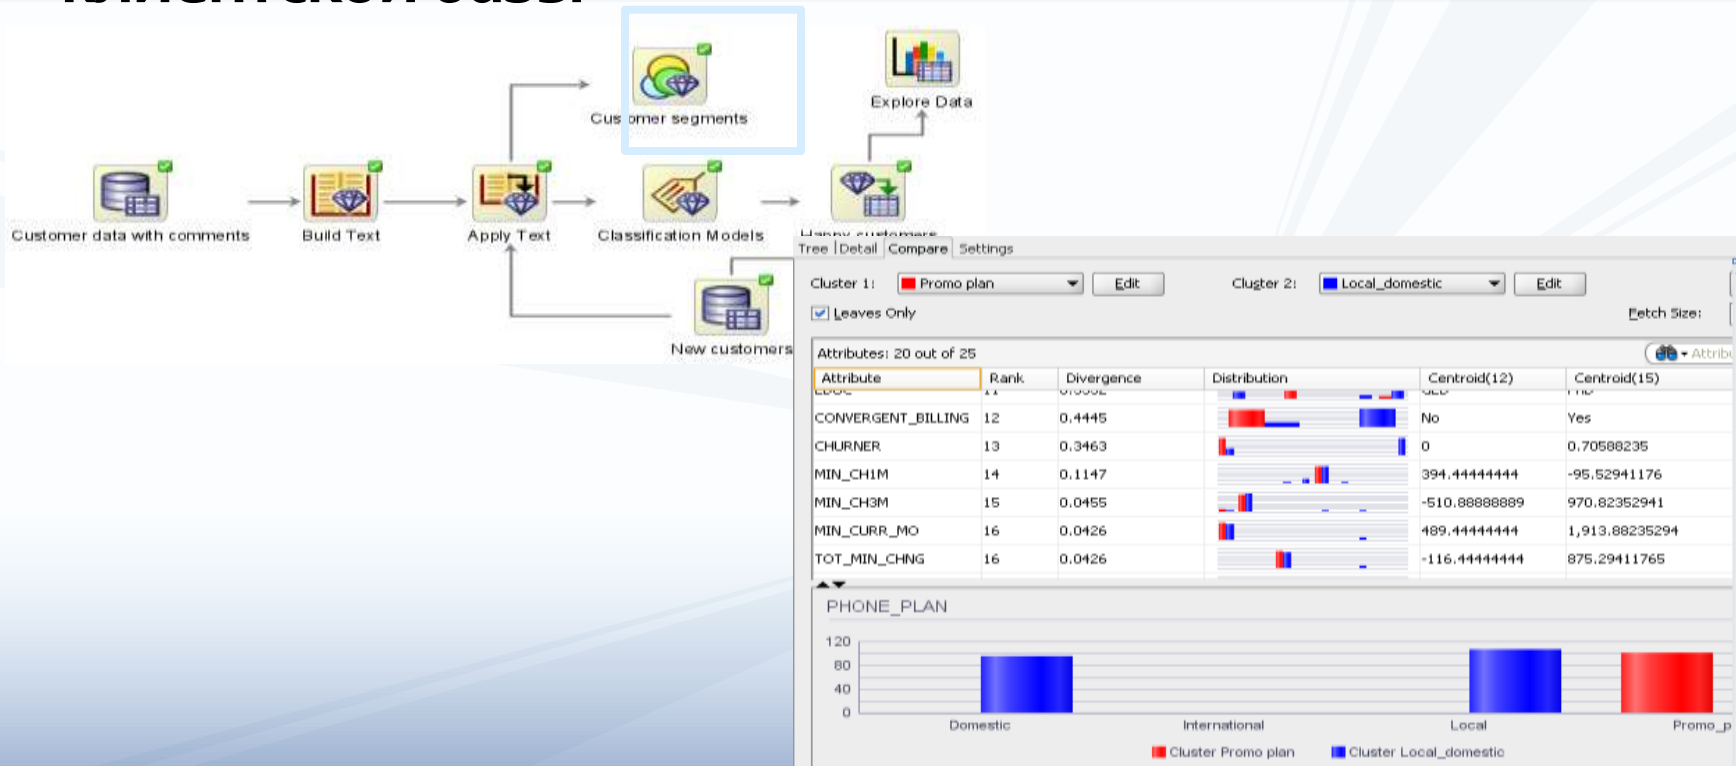 Explore Data
Customer segments
Customer data with comments
Build Text
Apply Text
Classification Models
Happy customers
New customers
Tree Detail Compare Settings
Cluster 1: Promo plan Edit Cluster 2: Local_domestic Edit
Leaves Only Fetch Size:
Attributes: 20 out of 25
Attribute Rank Divergence Distribution Centroid(12) Centroid(15)
CONVERGENT_BILLING 12 0.4445 No Yes
CHURNER 13 0.3463 0 0.70588235
MIN_CH1M 14 0.1147 394.44444444 -95.52941176
MIN_CH3M 15 0.0455 -510.88888889 970.82352941
MIN_CURR_MO 16 0.0426 489.44444444 1,913.88235294
TOT_MIN_CHNG 16 0.0426 -116.44444444 875.29411765
PHONE_PLAN
120
80
40
0
Domestic International Local Promo_p
Cluster Promo plan Cluster Local_domestic